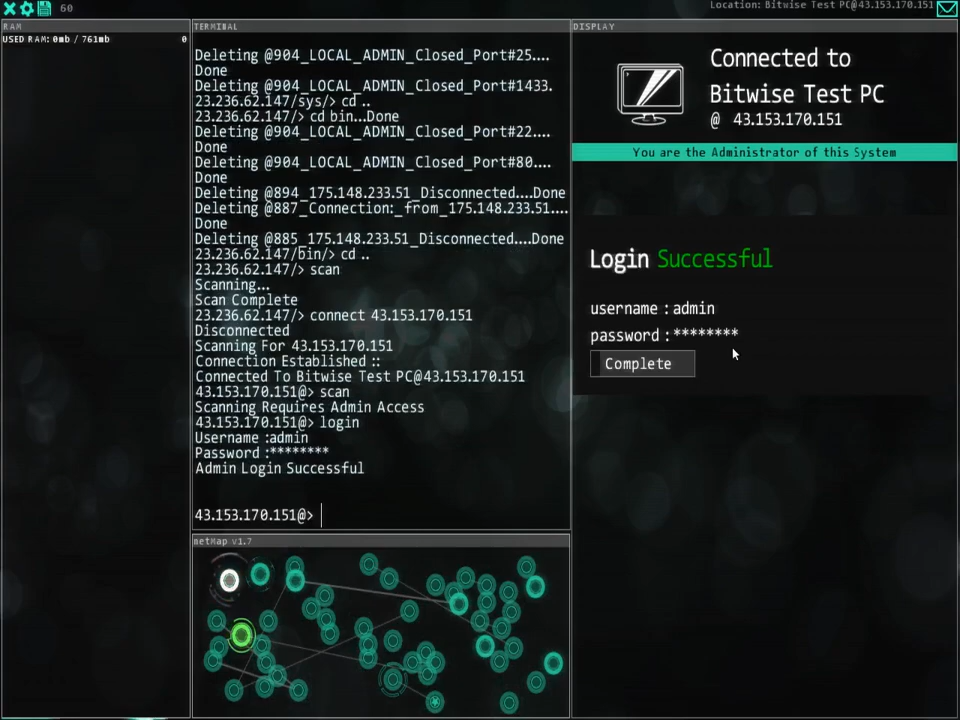 60
Location: Bitwise Test PC@43.153.170.151
RAM
USED RAM: 0mb / 761mb 0
TERMINAL
Deleting @904_LOCAL_ADMIN_Closed_Port#25....
Done
Deleting @904_LOCAL_ADMIN_Closed_Port#1433.
23.236.62.147/sys/> cd ..
23.236.62.147/> cd bin...Done
Deleting @904_LOCAL_ADMIN_Closed_Port#22....
Done
Deleting @904_LOCAL_ADMIN_Closed_Port#80....
Done
Deleting @894_175.148.233.51_Disconnected....Done
Deleting @887_Connection:_from_175.148.233.51....
Done
Deleting @885_175.148.233.51_Disconnected....Done
23.236.62.147/bin/> cd ..
23.236.62.147/> scan
Scanning...
Scan Complete
23.236.62.147/> connect 43.153.170.151
Disconnected
Scanning For 43.153.170.151
Connection Established ::
Connected To Bitwise Test PC@43.153.170.151
43.153.170.151@> scan
Scanning Requires Admin Access
43.153.170.151@> login
Username :admin
Password :********
Admin Login Successful
43.153.170.151@>
netMap v1.7
DISPLAY
Connected to
Bitwise Test PC
@ 43.153.170.151
You are the Administrator of this System
Login Successful
username : admin
password : ********
Complete